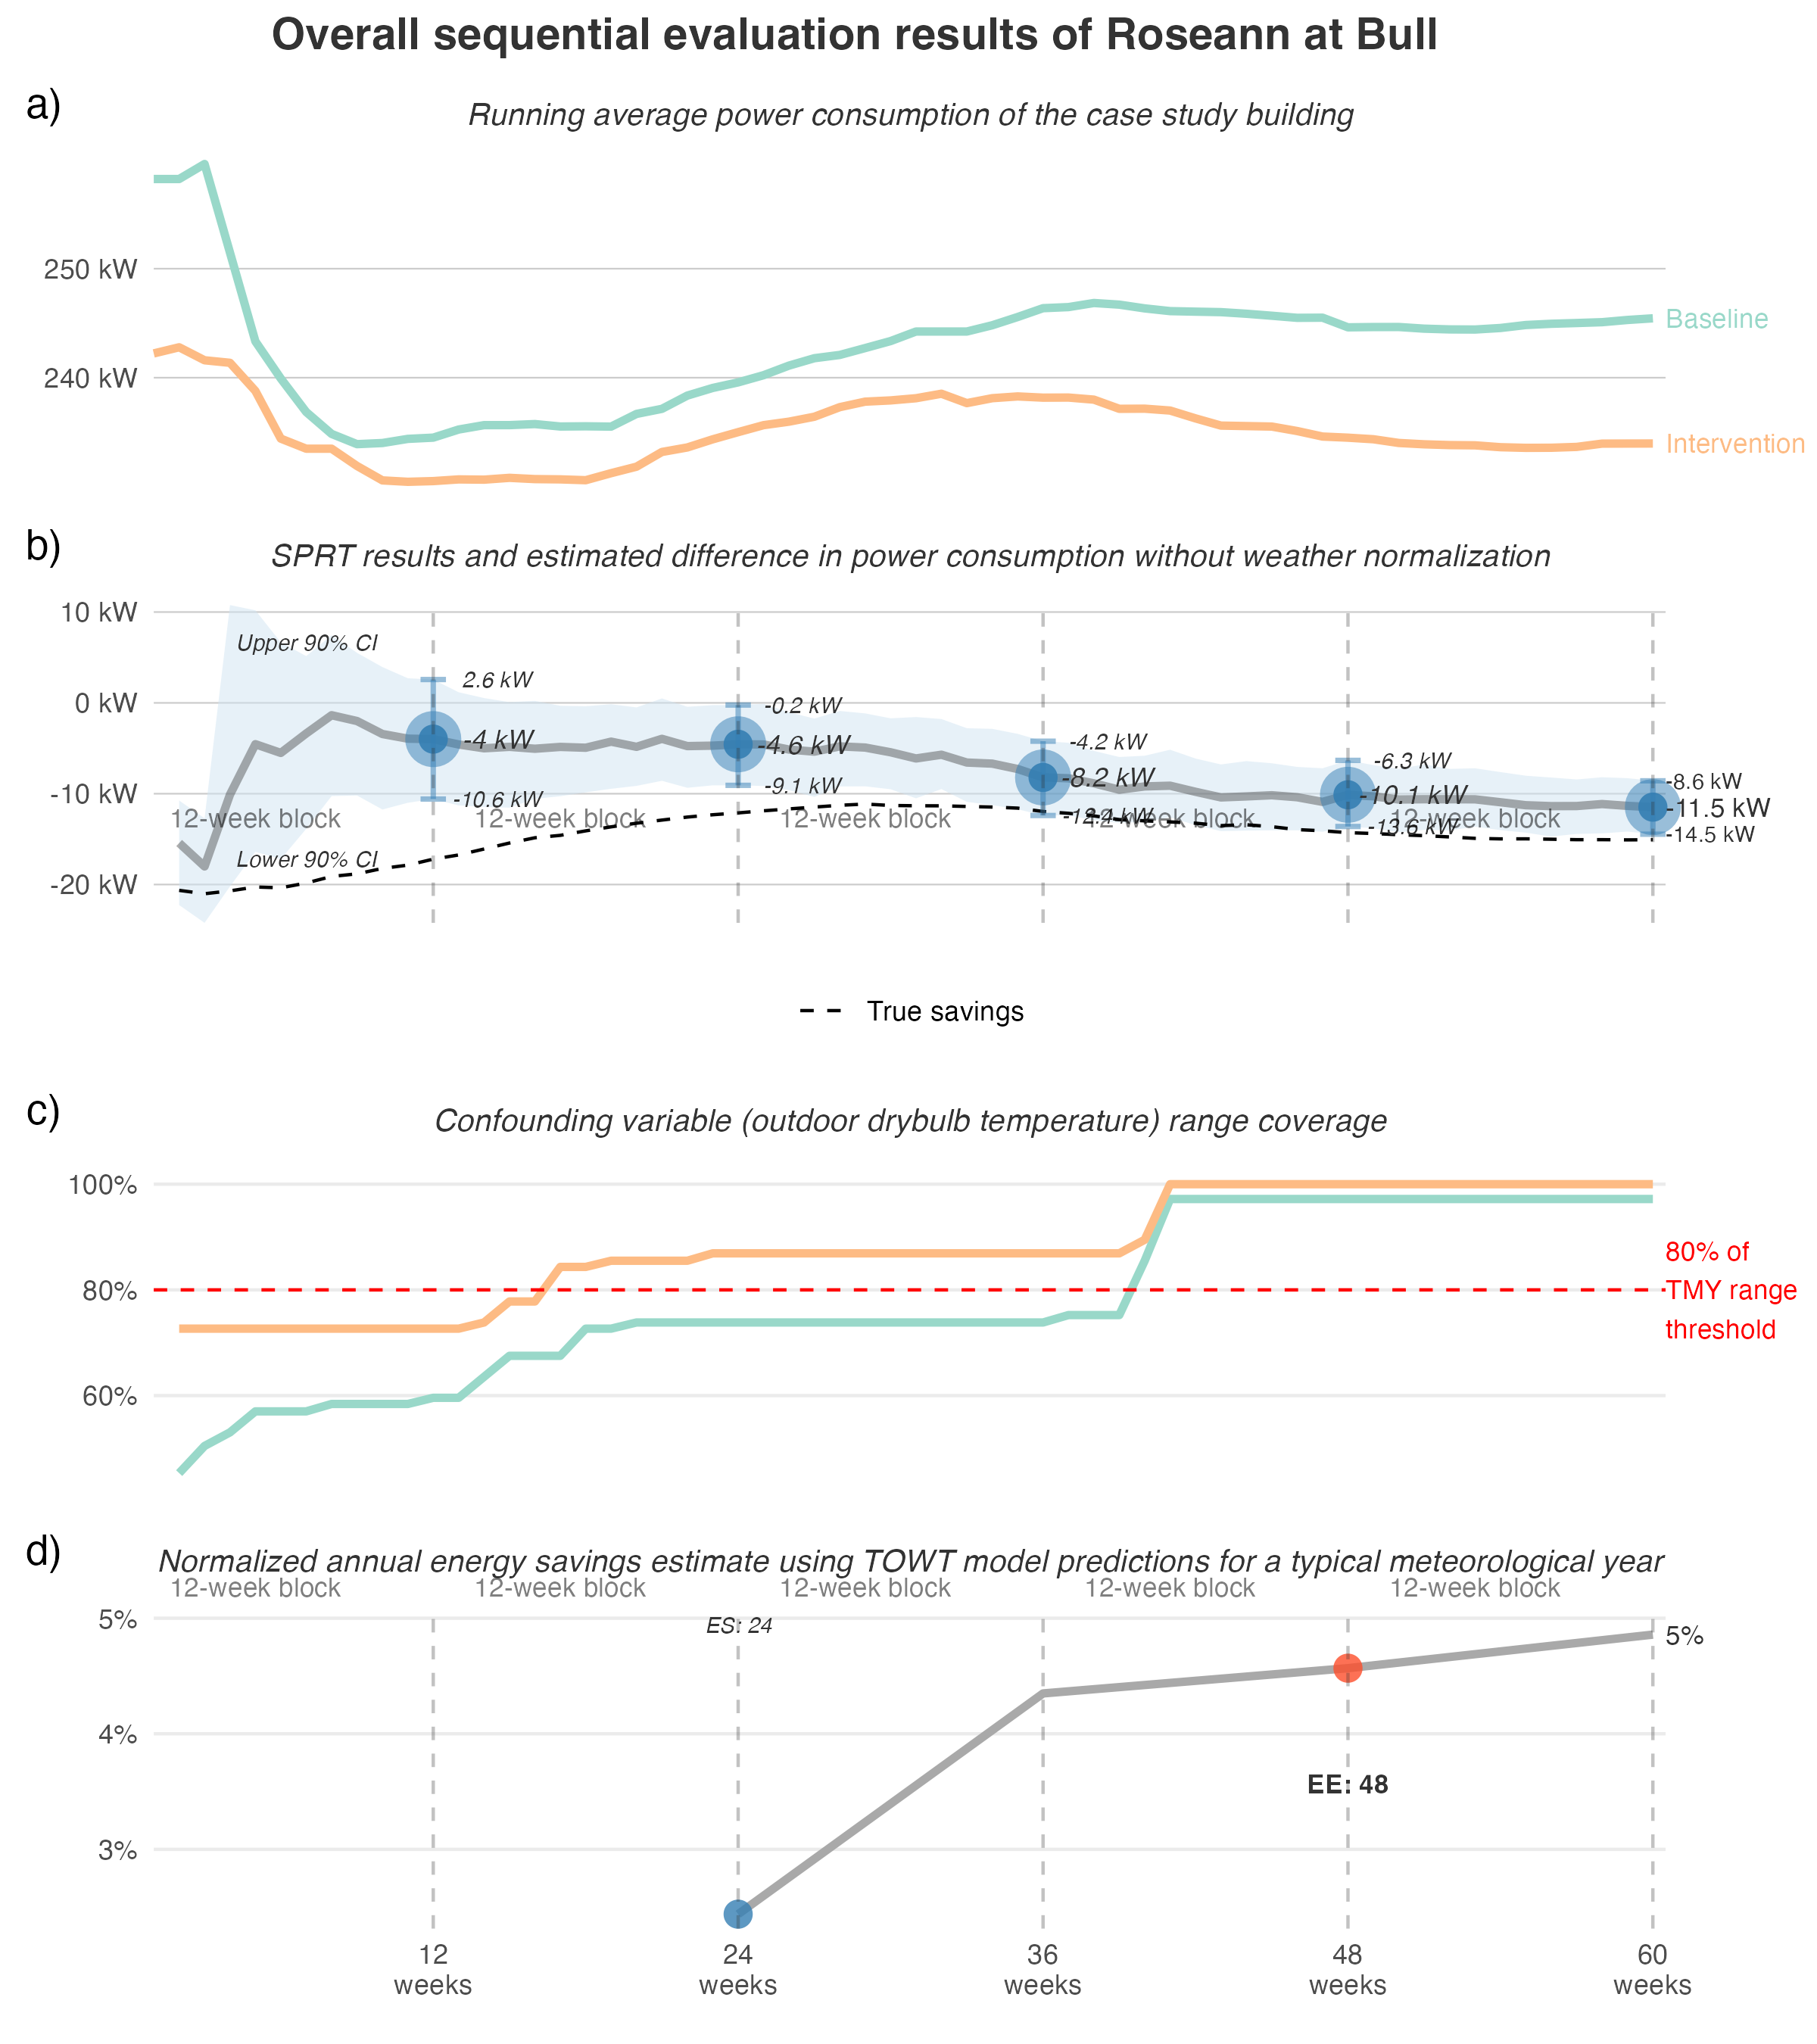 Overall sequential evaluation results of Roseann at Bull
a)
Running average power consumption of the case study building
250 kW
240 kW
Baseline
Intervention
b)
SPRT results and estimated difference in power consumption without weather normalization
10 kW
0 kW
-10 kW
-20 kW
Upper 90% CI
Lower 90% CI
2.6 kW
-4 kW
-10.6 kW
-0.2 kW
-4.6 kW
-9.1 kW
-4.2 kW
-8.2 kW
-12.4 kW
-6.3 kW
-10.1 kW
-13.6 kW
-8.6 kW
-11.5 kW
-14.5 kW
12-week block
12-week block
12-week block
12-week block
12-week block
True savings
c)
Confounding variable (outdoor drybulb temperature) range coverage
100%
80%
60%
80% of
TMY range
threshold
d)
Normalized annual energy savings estimate using TOWT model predictions for a typical meteorological year
12-week block
12-week block
12-week block
12-week block
12-week block
5%
4%
3%
ES: 24
EE: 48
5%
12
weeks
24
weeks
36
weeks
48
weeks
60
weeks